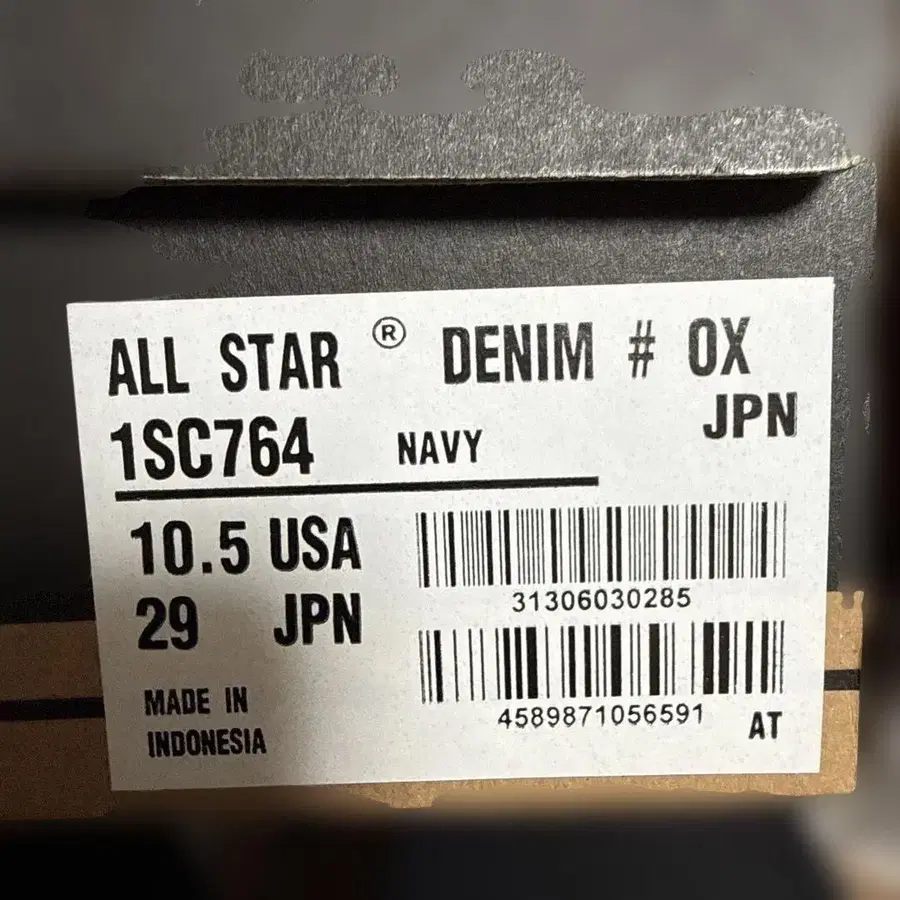 ALL STAR ® DENIM # OX
JPN
1SC764 NAVY
10.5 USA
29 JPN
31306030285
4589871056591
MADE IN
INDONESIA
AT